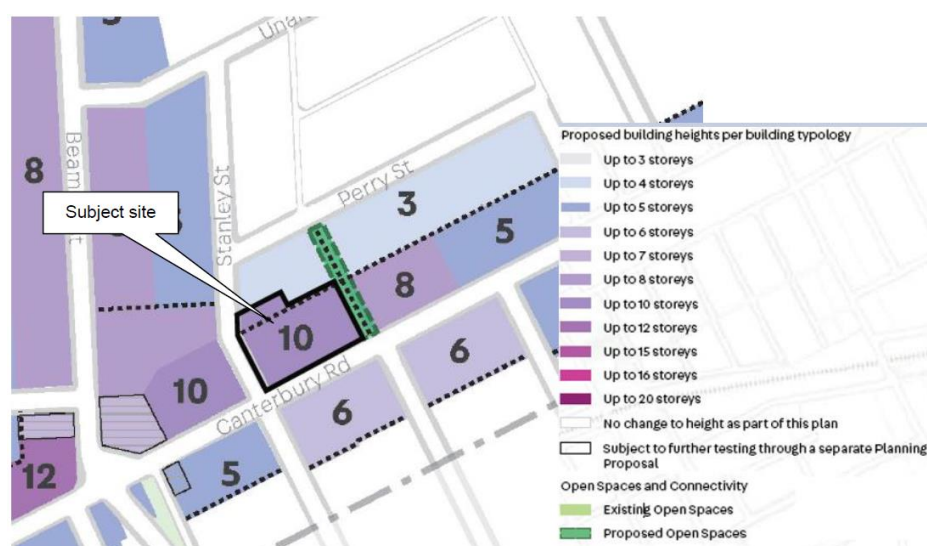 Unar
Beam
St
Stanley St
Perry St
Canterbury Rd
Subject site
8
3
5
10
8
6
10
6
5
12
Proposed building heights per building typology
Up to 3 storeys
Up to 4 storeys
Up to 5 storeys
Up to 6 storeys
Up to 7 storeys
Up to 8 storeys
Up to 10 storeys
Up to 12 storeys
Up to 15 storeys
Up to 16 storeys
Up to 20 storeys
No change to height as part of this plan
Subject to further testing through a separate Planning
Proposal
Open Spaces and Connectivity
Existing Open Spaces
Proposed Open Spaces